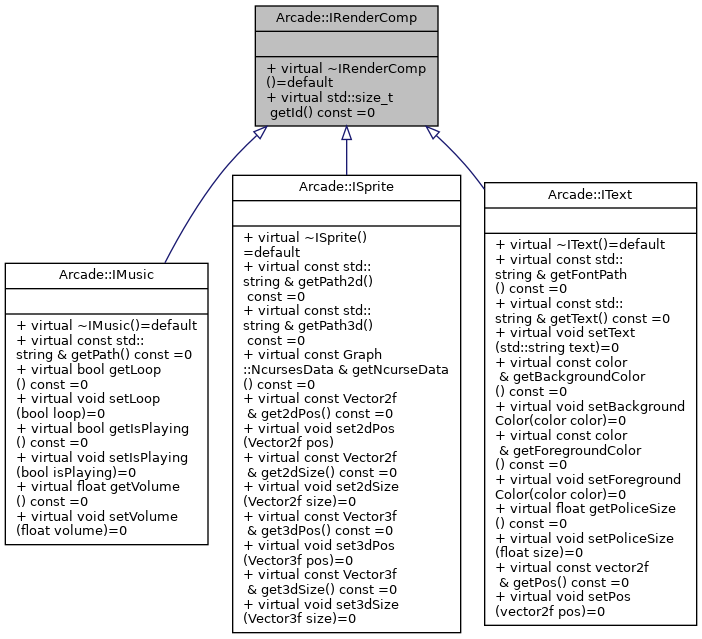 Arcade::IRenderComp
+ virtual ~IRenderComp
()=default
+ virtual std::size_t
getId() const =0
Arcade::IMusic
+ virtual ~IMusic()=default
+ virtual const std::
string & getPath() const =0
+ virtual bool getLoop
() const =0
+ virtual void setLoop
(bool loop)=0
+ virtual bool getIsPlaying
() const =0
+ virtual void setIsPlaying
(bool isPlaying)=0
+ virtual float getVolume
() const =0
+ virtual void setVolume
(float volume)=0
Arcade::ISprite
+ virtual ~ISprite()
=default
+ virtual const std::
string & getPath2d()
const =0
+ virtual const std::
string & getPath3d()
const =0
+ virtual const Graph
::NcursesData & getNcurseData
() const =0
+ virtual const Vector2f
& get2dPos() const =0
+ virtual void set2dPos
(Vector2f pos)
+ virtual const Vector2f
& get2dSize() const =0
+ virtual void set2dSize
(Vector2f size)=0
+ virtual const Vector3f
& get3dPos() const =0
+ virtual void set3dPos
(Vector3f pos)=0
+ virtual const Vector3f
& get3dSize() const =0
+ virtual void set3dSize
(Vector3f size)=0
Arcade::IText
+ virtual ~IText()=default
+ virtual const std::
string & getFontPath
() const =0
+ virtual const std::
string & getText() const =0
+ virtual void setText
(std::string text)=0
+ virtual const color
& getBackgroundColor
() const =0
+ virtual void setBackground
Color(color color)=0
+ virtual const color
& getForegroundColor
() const =0
+ virtual void setForeground
Color(color color)=0
+ virtual float getPoliceSize
() const =0
+ virtual void setPoliceSize
(float size)=0
+ virtual const vector2f
& getPos() const =0
+ virtual void setPos
(vector2f pos)=0